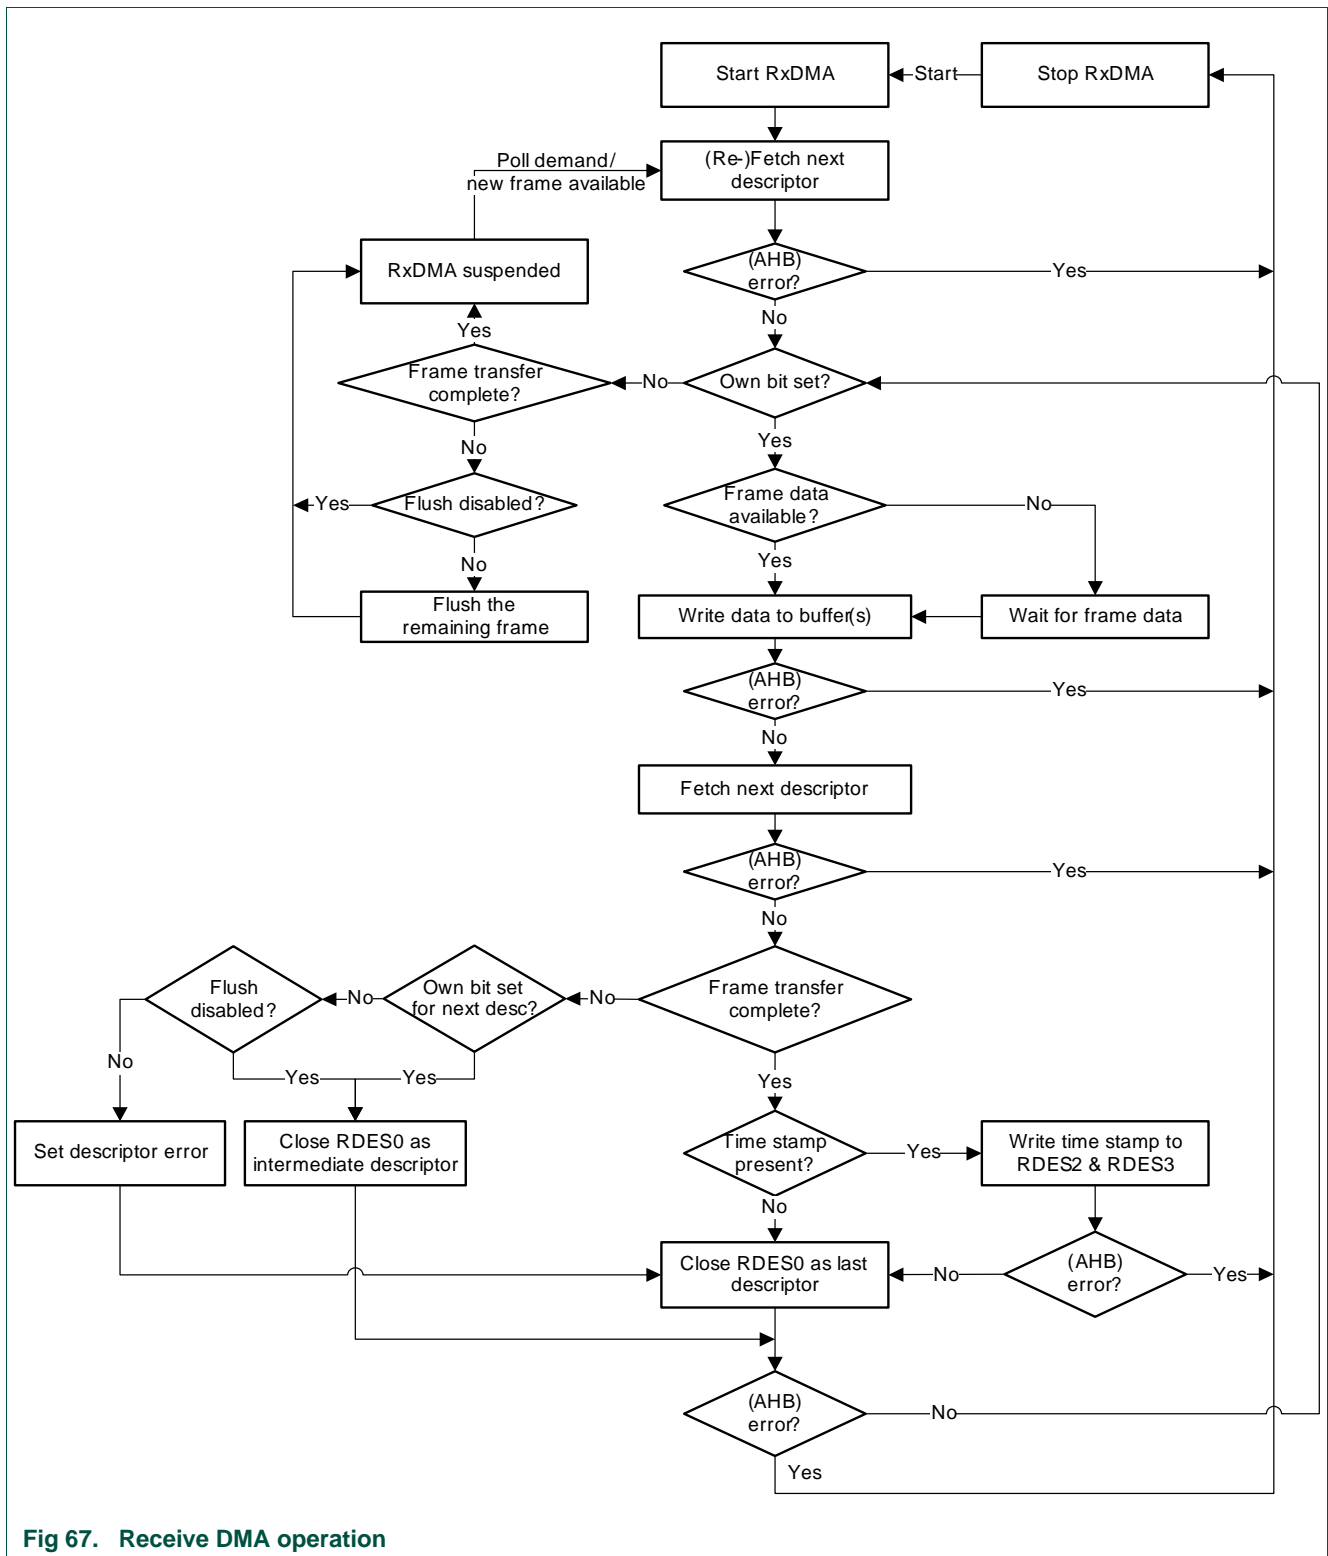 Start RxDMA
Start
Stop RxDMA
Poll demand/
new frame available
(Re-)Fetch next
descriptor
RxDMA suspended
(AHB)
error?
Yes
No
Yes
Frame transfer
complete?
No
Own bit set?
No
Yes
Yes
Flush disabled?
Frame data
available?
No
No
Yes
Flush the
remaining frame
Write data to buffer(s)
Wait for frame data
(AHB)
error?
Yes
No
Fetch next descriptor
(AHB)
error?
Yes
No
Flush
disabled?
No
Own bit set
for next desc?
No
Frame transfer
complete?
No
Yes
Yes
Yes
Set descriptor error
Close RDES0 as
intermediate descriptor
Time stamp
present?
Yes
Write time stamp to
RDES2 & RDES3
No
Close RDES0 as last
descriptor
No
(AHB)
error?
Yes
(AHB)
error?
No
Yes
Fig 67. Receive DMA operation